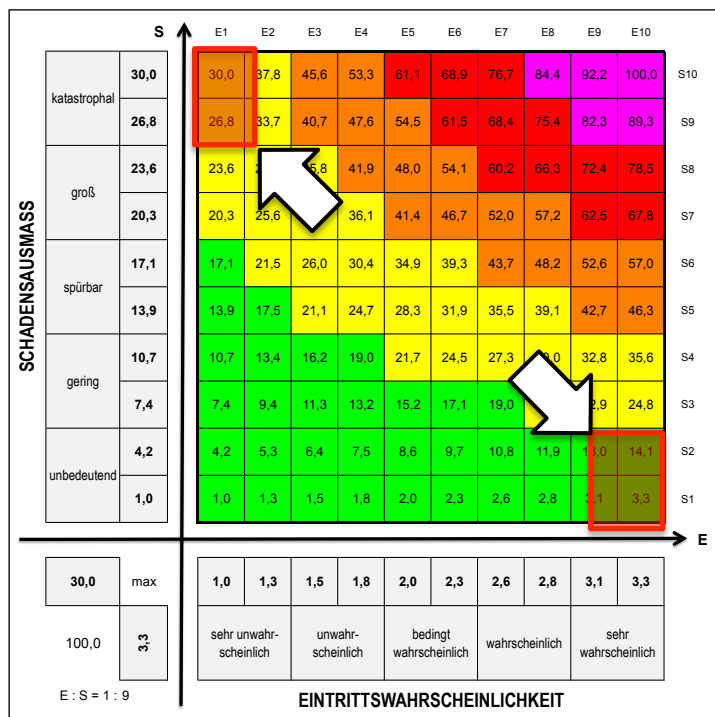 S E1 E2 E3 E4 E5 E6 E7 E8 E9 E10
SCHADENSAUSMASS
katastrophal
30,0 30,0 37,8 45,6 53,3 61,1 68,9 76,7 84,4 92,2 100,0 S10
26,8 26,8 33,7 40,7 47,6 54,5 61,5 68,4 75,4 82,3 89,3 S9
groß
23,6 23,6 41,9 48,0 54,1 60,2 66,3 72,4 78,5 S8
20,3 20,3 25,6 36,1 41,4 46,7 52,0 57,2 62,5 67,8 S7
spürbar
17,1 17,1 21,5 26,0 30,4 34,9 39,3 43,7 48,2 52,6 57,0 S6
13,9 13,9 17,5 21,1 24,7 28,3 31,9 35,5 39,1 42,7 46,3 S5
gering
10,7 10,7 13,4 16,2 19,0 21,7 24,5 27,3 32,8 35,6 S4
7,4 7,4 9,4 11,3 13,2 15,2 17,1 19,0 24,8 S3
unbedeutend
4,2 4,2 5,3 6,4 7,5 8,6 9,7 10,8 11,9 13,0 14,1 S2
1,0 1,0 1,3 1,5 1,8 2,0 2,3 2,6 2,8 3,1 3,3 S1
E
30,0 max 1,0 1,3 1,5 1,8 2,0 2,3 2,6 2,8 3,1 3,3
100,0 3,3
sehr unwahr-
scheinlich
unwahr-
scheinlich
bedingt
wahrscheinlich
wahrscheinlich
sehr
wahrscheinlich
E : S = 1 : 9
EINTRITTSWAHRSCHEINLICHKEIT